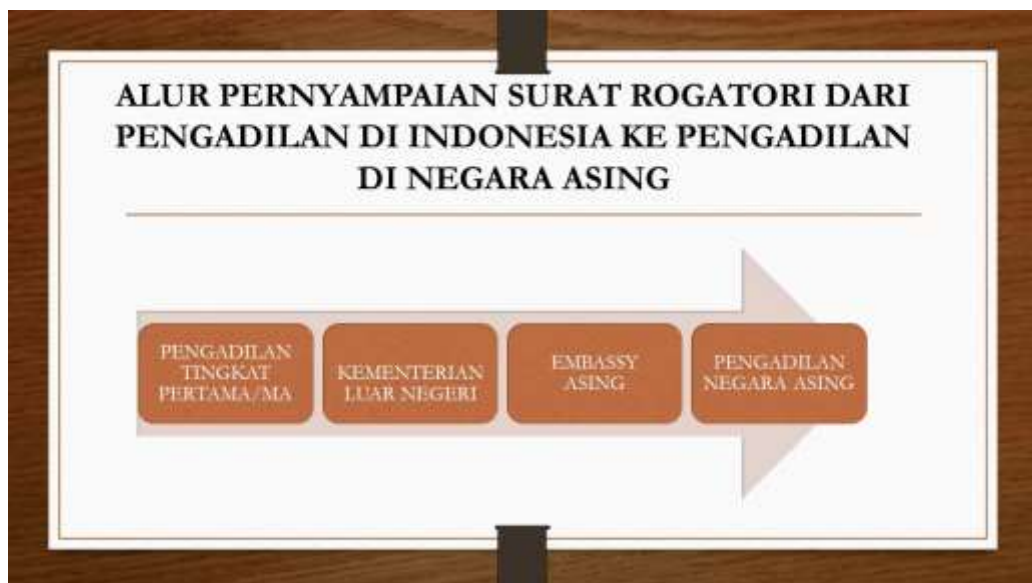 ALUR PERNYAMPAIAN SURAT ROGATORI DARI
PENGADILAN DI INDONESIA KE PENGADILAN
DI NEGARA ASING
PENGADILAN
TINGKAT
PERTAMA/MA
KEMENTERIAN
LUAR NEGERI
EMBASSY
ASING
PENGADILAN
NEGARA ASING